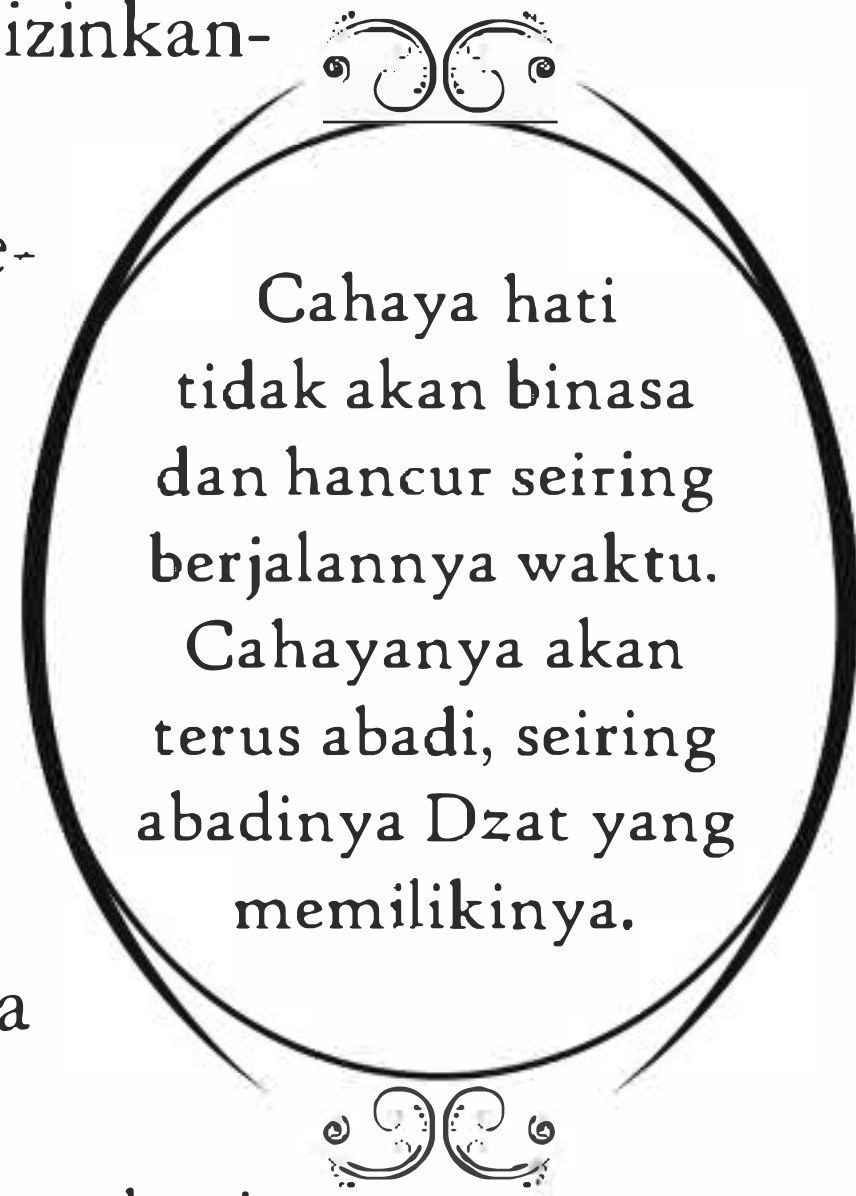 izinkan-
e-
Cahaya hati
tidak akan binasa
dan hancur seiring
berjalannya waktu.
Cahayanya akan
terus abadi, seiring
abadinya Dzat yang
memilikinya.
a